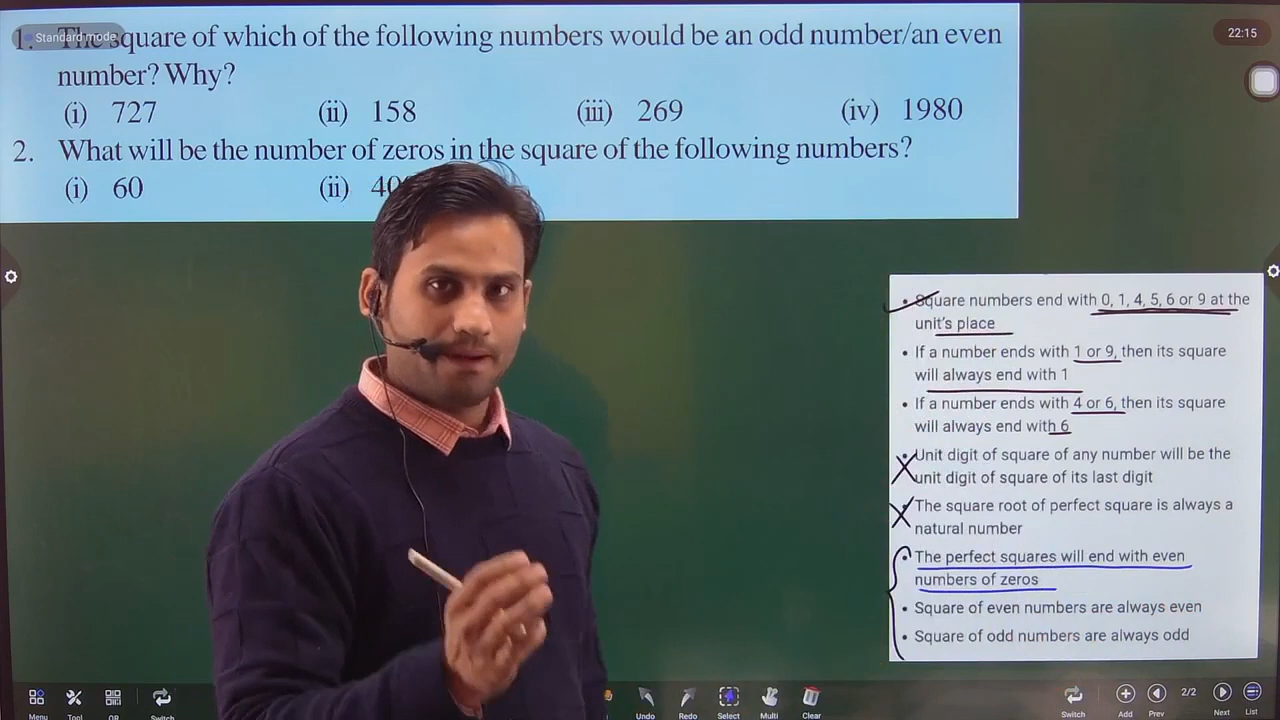 Standard mode
22:15
1. The square of which of the following numbers would be an odd number/an even
number? Why?
(i) 727 (ii) 158 (iii) 269 (iv) 1980
2. What will be the number of zeros in the square of the following numbers?
(i) 60 (ii)
• Square numbers end with 0, 1, 4, 5, 6 or 9 at the
unit's place
• If a number ends with 1 or 9, then its square
will always end with 1
• If a number ends with 4 or 6, then its square
will always end with 6
• Unit digit of square of any number will be the
unit digit of square of its last digit
• The square root of perfect square is always a
natural number
• The perfect squares will end with even
numbers of zeros
• Square of even numbers are always even
• Square of odd numbers are always odd
Menu Tool QR Switch Undo Redo Select Multi Clear Switch Add Prev 2/2 Next List